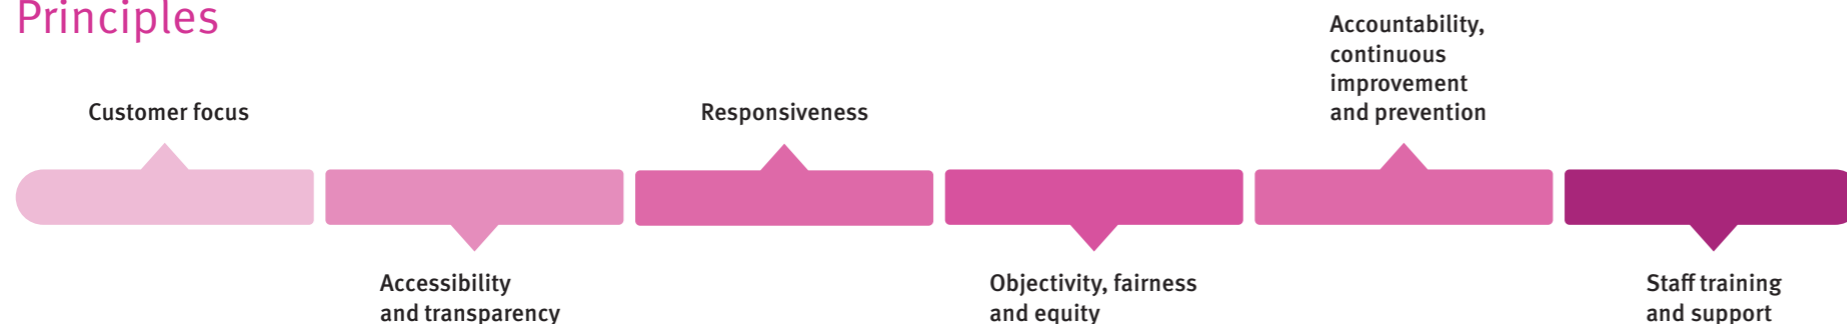 Principles
Customer focus
Accessibility
and transparency
Responsiveness
Objectivity, fairness
and equity
Accountability,
continuous
improvement
and prevention
Staff training
and support